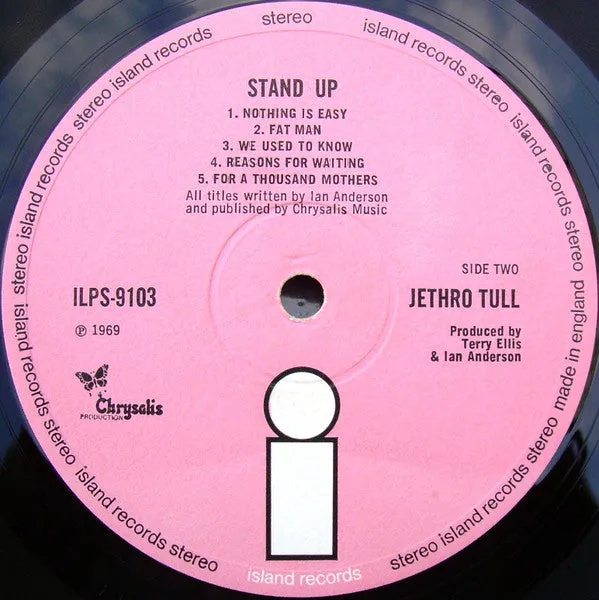 stereo island records stereo island records stereo island records stereo
STAND UP
1. NOTHING IS EASY
2. FAT MAN
3. WE USED TO KNOW
4. REASONS FOR WAITING
5. FOR A THOUSAND MOTHERS
All titles written by Ian Anderson
and published by Chrysalis Music
SIDE TWO
ILPS-9103
JETHRO TULL
℗ 1969
Produced by
Terry Ellis
& Ian Anderson
Chrysalis
PRODUCTION
i
made in england
island records stereo island records stereo
island records
stereo island records stereo